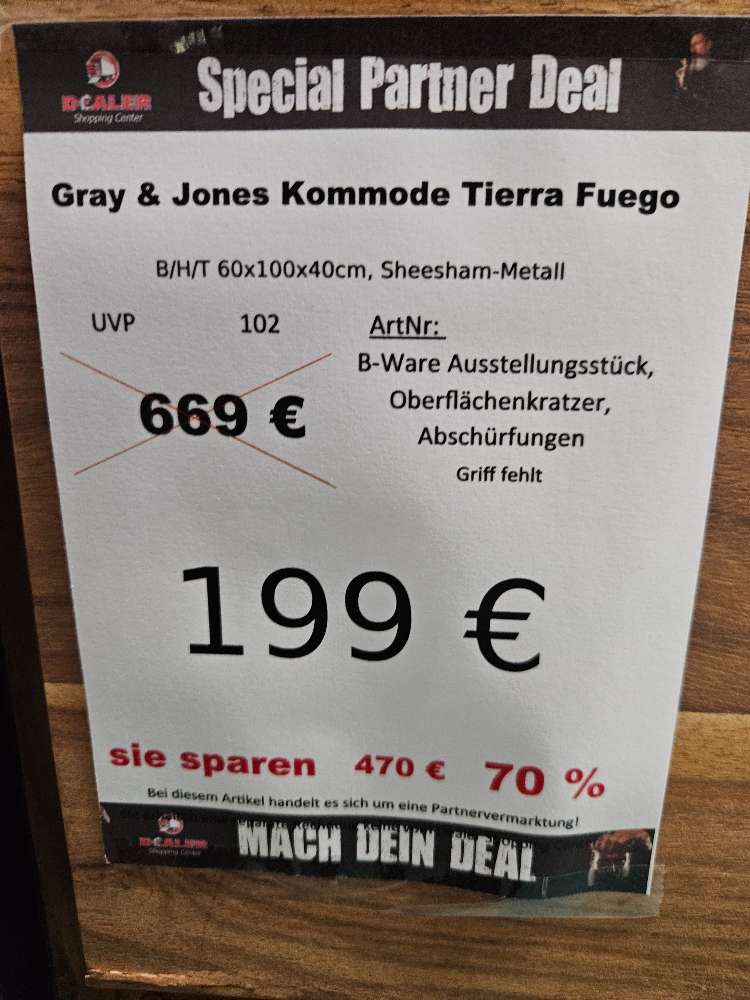 DEALER
Shopping Center
Special Partner Deal
Gray & Jones Kommode Tierra Fuego
B/H/T 60x100x40cm, Sheesham-Metall
UVP 102 ArtNr:
B-Ware Ausstellungsstück,
669 €
Oberflächenkratzer,
Abschürfungen
Griff fehlt
199 €
sie sparen 470 € 70 %
Bei diesem Artikel handelt es sich um eine Partnervermarktung!
DEALER
Shopping Center
MACH DEIN DEAL